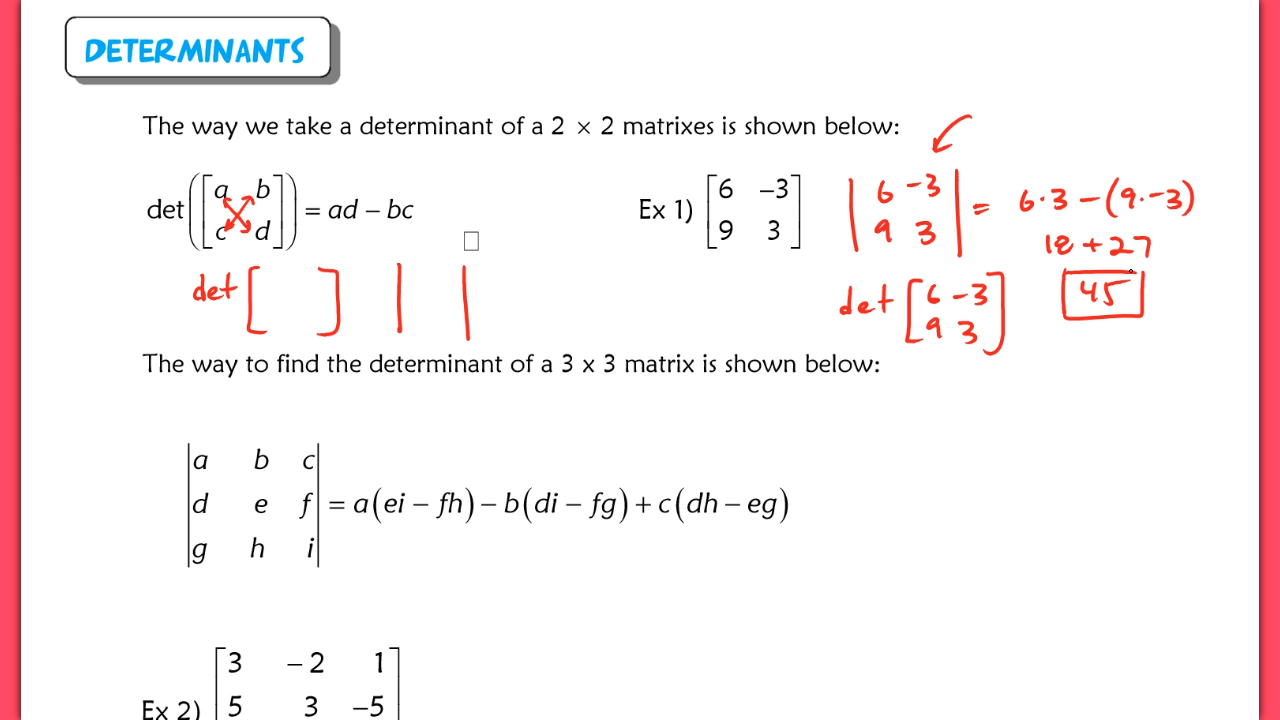 DETERMINANTS
The way we take a determinant of a 2 × 2 matrixes is shown below:
det([a b
c d]) = ad – bc
Ex 1) [6 –3
9 3]
|6 -3
9 3| = 6·3 – (9·-3)
18 + 27
45
det [ ] | |
det [6 -3
9 3]
The way to find the determinant of a 3 x 3 matrix is shown below:
|a b c
d e f
g h i| = a(ei – fh) – b(di – fg) + c(dh – eg)
Ex 2) [3 – 2 1
5 3 –5]